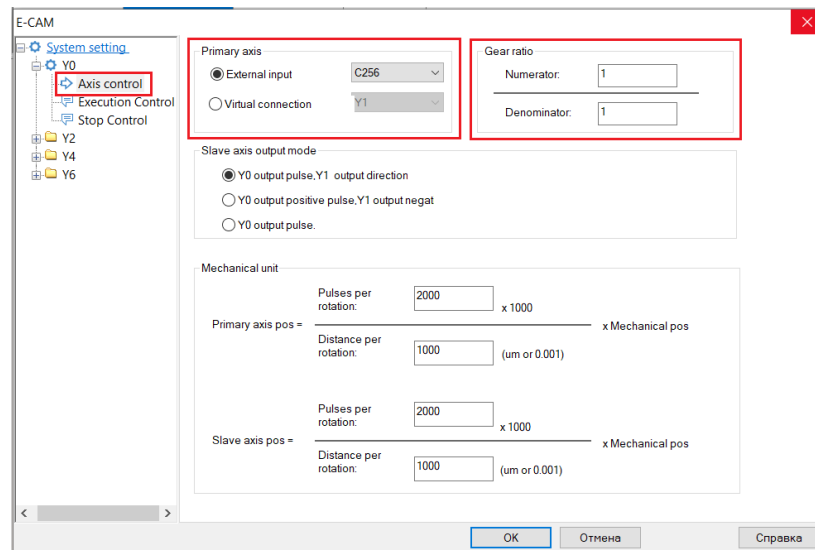 E-CAM
System setting
Y0
Axis control
Execution Control
Stop Control
Y2
Y4
Y6
Primary axis
External input
C256
Virtual connection
Y1
Gear ratio
Numerator:
1
Denominator:
1
Slave axis output mode
Y0 output pulse,Y1 output direction
Y0 output positive pulse,Y1 output negat
Y0 output pulse.
Mechanical unit
Primary axis pos =
Pulses per
rotation:
2000
x 1000
Distance per
rotation:
1000
(um or 0.001)
x Mechanical pos
Slave axis pos =
Pulses per
rotation:
2000
x 1000
Distance per
rotation:
1000
(um or 0.001)
x Mechanical pos
OK
Отмена
Справка